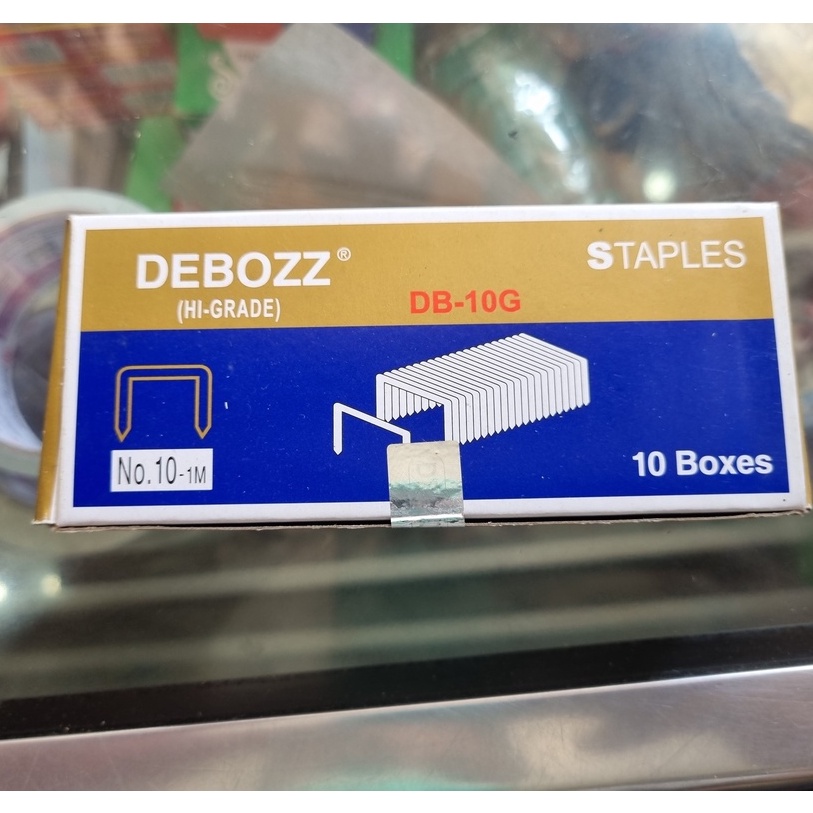 DEBOZZ®
(HI-GRADE)
DB-10G
STAPLES
No.10-1M
10 Boxes